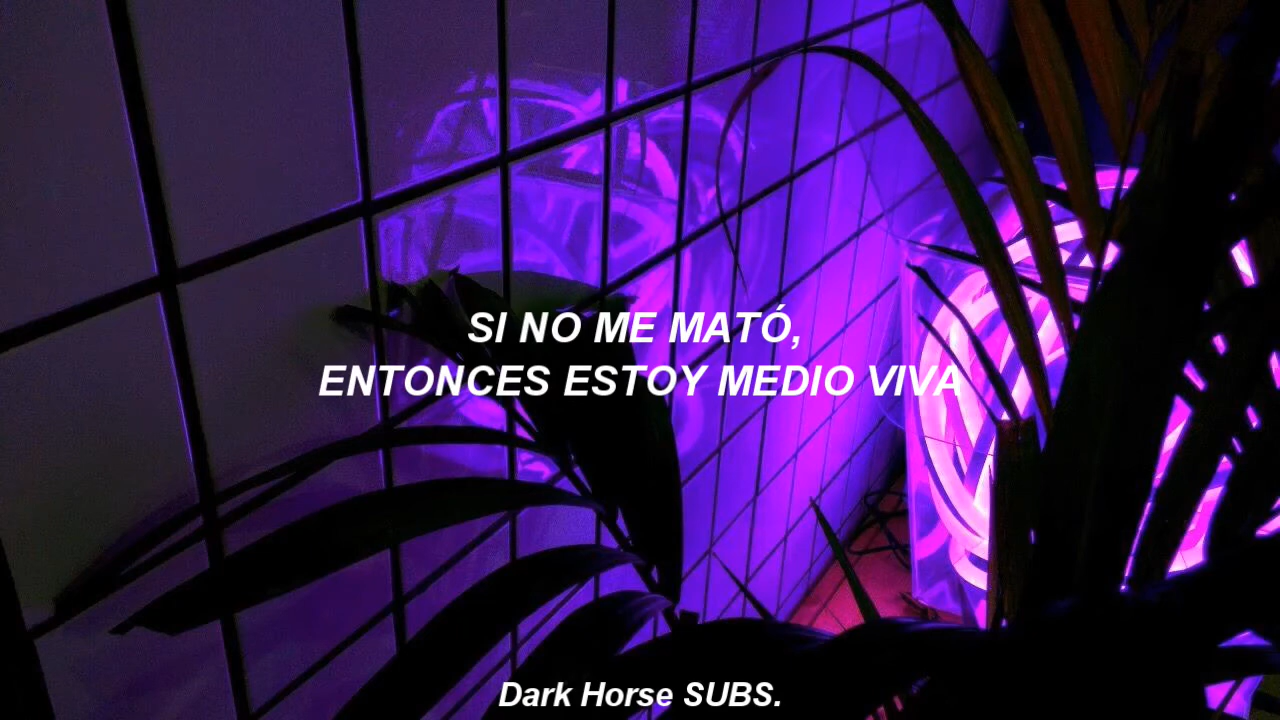 SI NO ME MATÓ,
ENTONCES ESTOY MEDIO VIVA
Dark Horse SUBS.